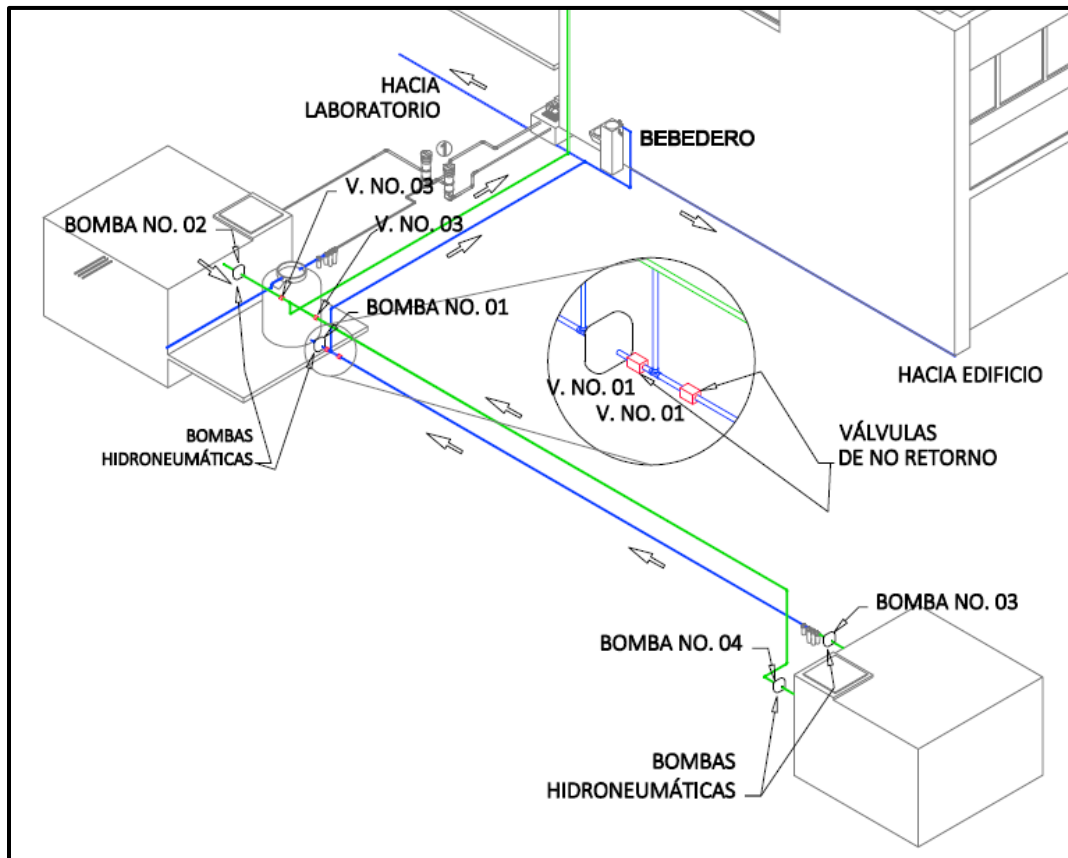 HACIA
LABORATORIO
1
BEBEDERO
V. NO. 03
V. NO. 03
BOMBA NO. 02
BOMBA NO. 01
HACIA EDIFICIO
V. NO. 01
V. NO. 01
VÁLVULAS
DE NO RETORNO
BOMBAS
HIDRONEUMÁTICAS
BOMBA NO. 03
BOMBA NO. 04
BOMBAS
HIDRONEUMÁTICAS